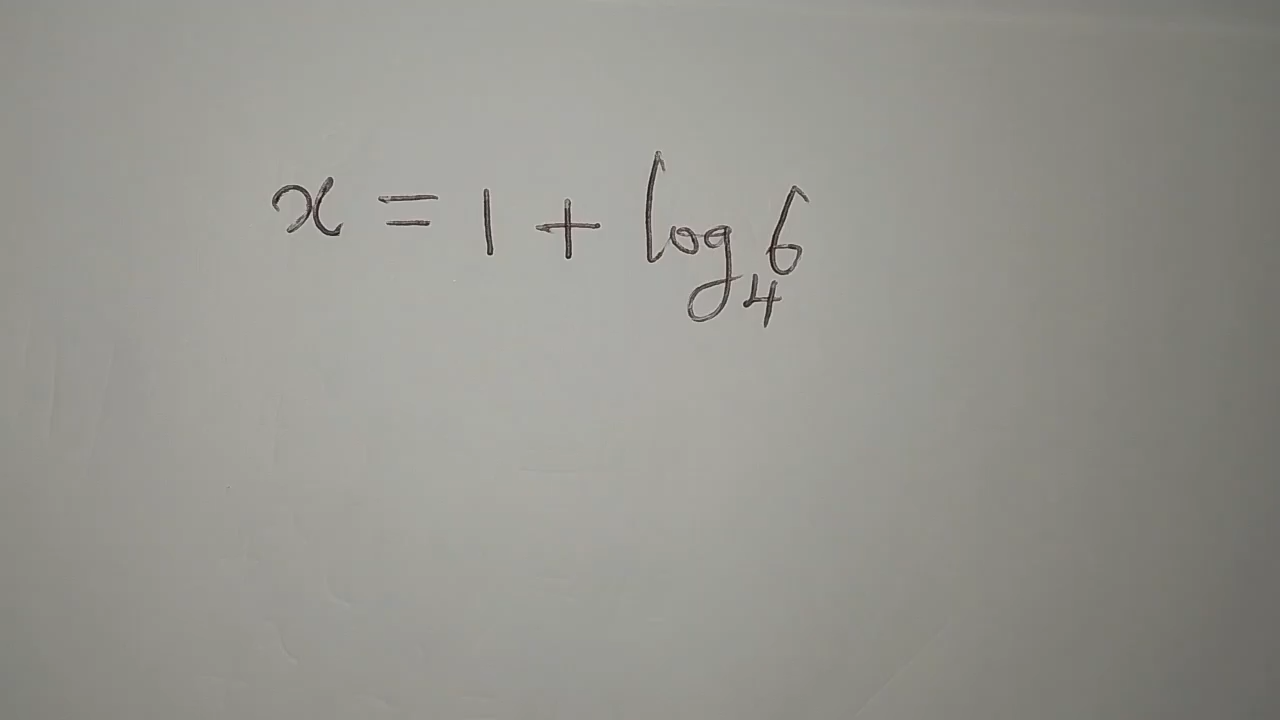 x = 1 + log₄6